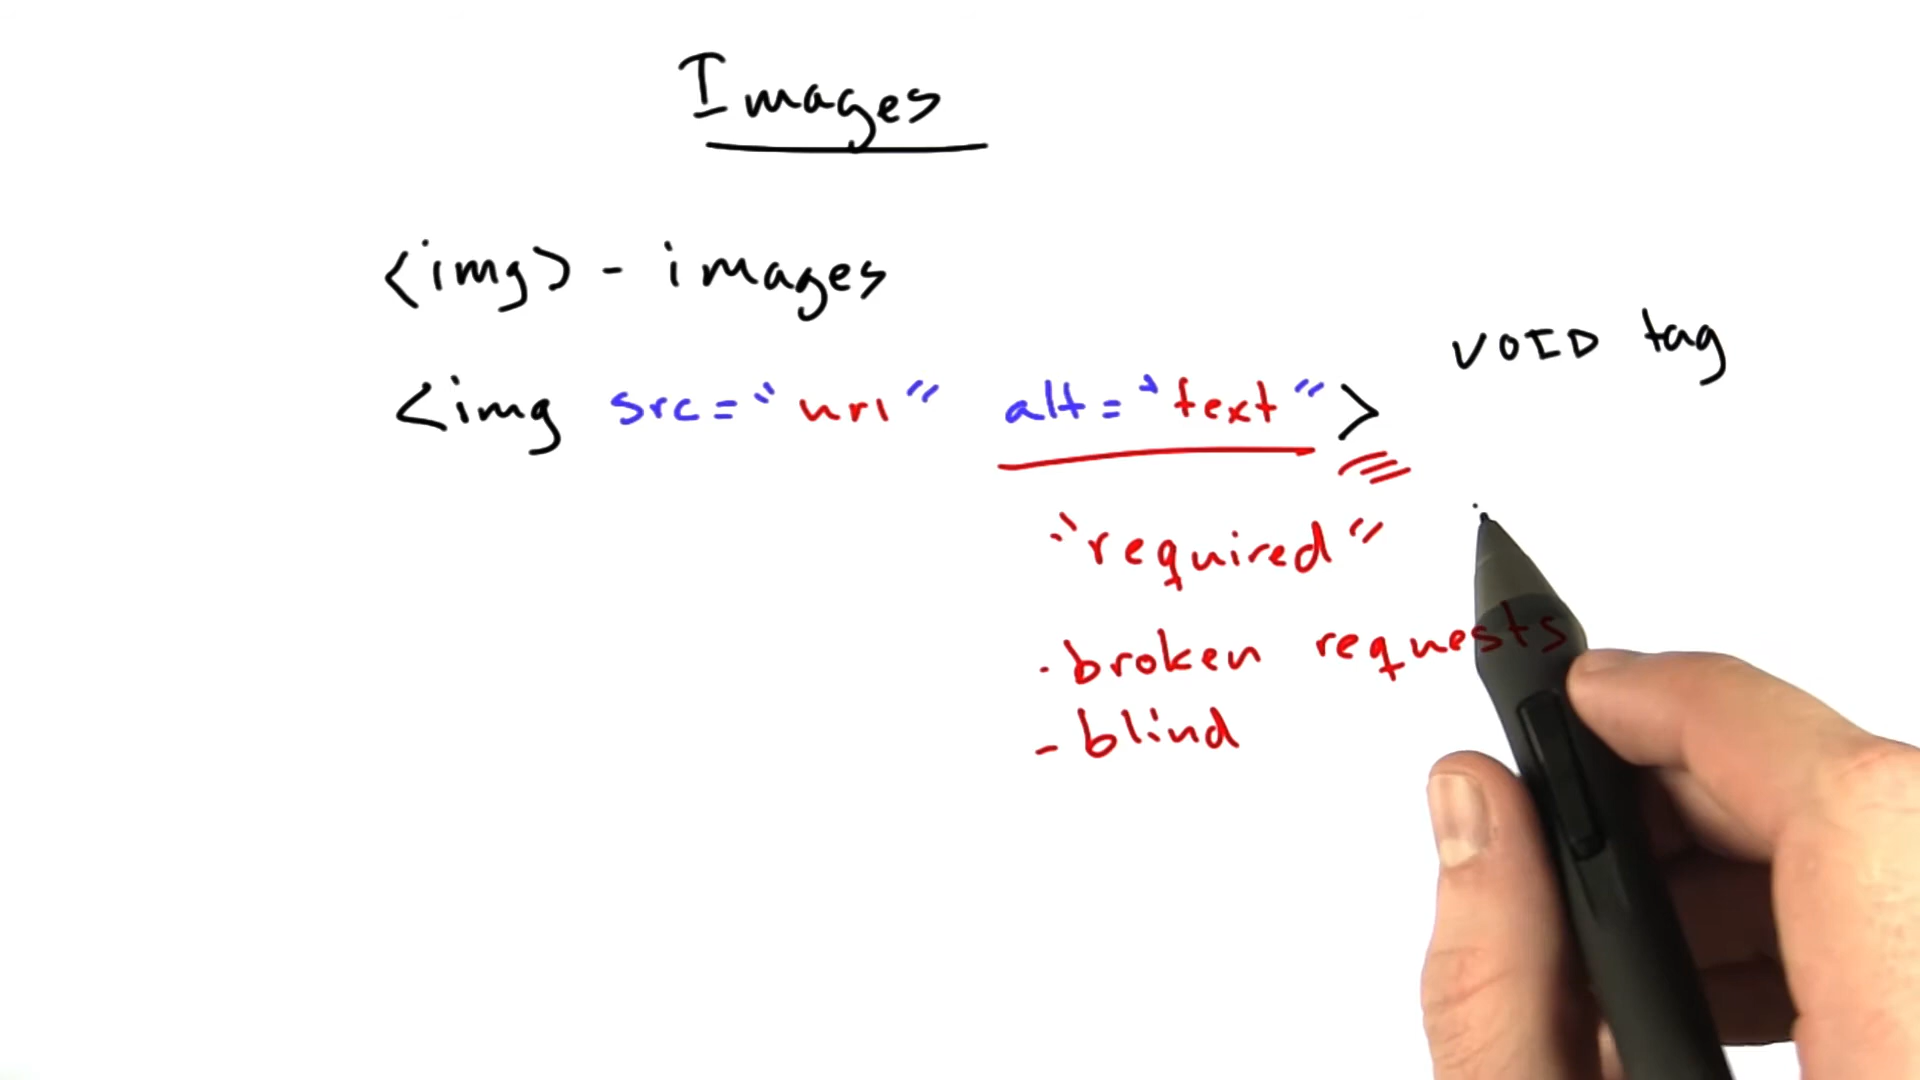 Images
<img> - images
VOID tag
<img src="url" alt="text">
"required"
· broken requests
- blind